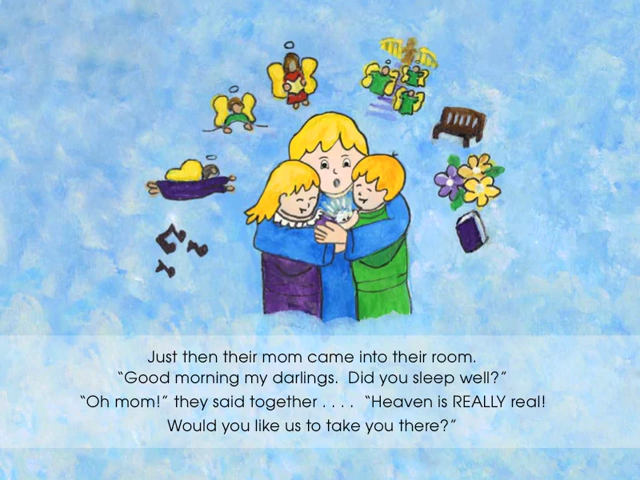 Just then their mom came into their room.
“Good morning my darlings.  Did you sleep well?”
“Oh mom!” they said together . . . .  “Heaven is REALLY real!
Would you like us to take you there?”